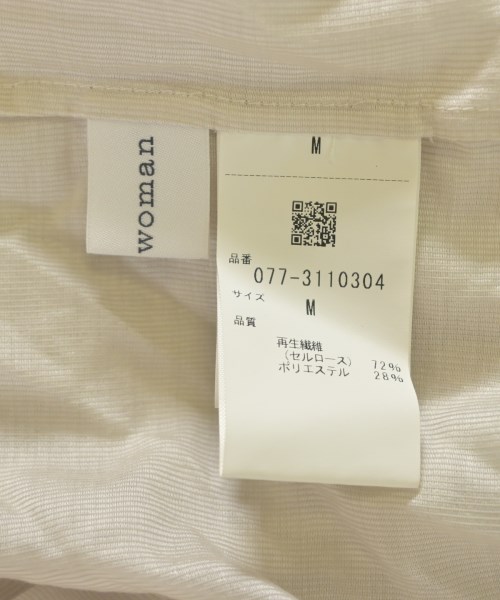 woman
M
品番
077-3110304
サイズ
M
品質
再生繊維
(セルロース) 72%
ポリエステル 28%